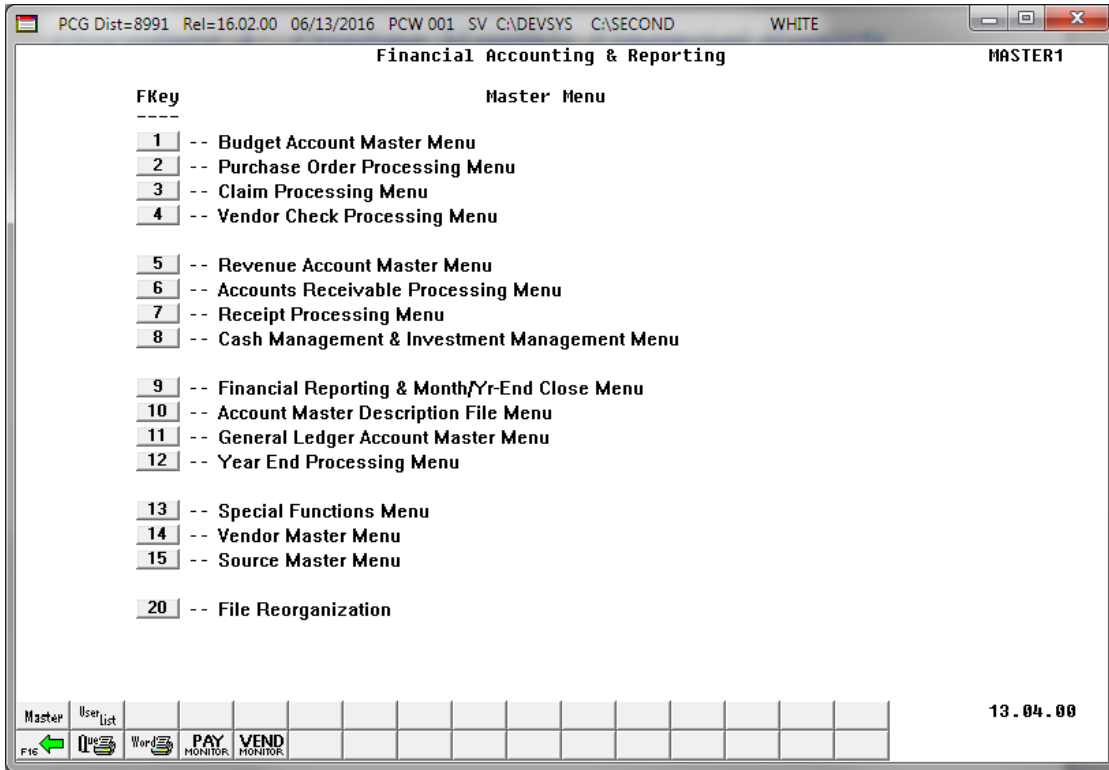 PCG Dist=8991 Rel=16.02.00 06/13/2016 PCW 001 SV C:\DEVSYS C:\SECOND WHITE
Financial Accounting & Reporting MASTER1
FKey Master Menu
----
1 -- Budget Account Master Menu
2 -- Purchase Order Processing Menu
3 -- Claim Processing Menu
4 -- Vendor Check Processing Menu
5 -- Revenue Account Master Menu
6 -- Accounts Receivable Processing Menu
7 -- Receipt Processing Menu
8 -- Cash Management & Investment Management Menu
9 -- Financial Reporting & Month/Yr-End Close Menu
10 -- Account Master Description File Menu
11 -- General Ledger Account Master Menu
12 -- Year End Processing Menu
13 -- Special Functions Menu
14 -- Vendor Master Menu
15 -- Source Master Menu
20 -- File Reorganization
Master User List 13.04.00
F16 Que Word PAY MONITOR VEND MONITOR